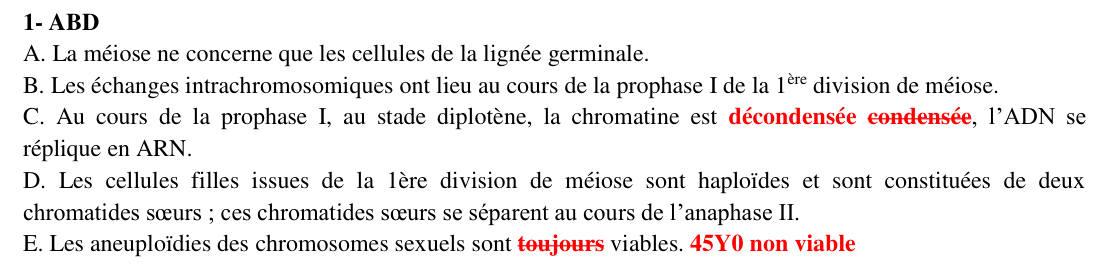 1- ABD
A. La méiose ne concerne que les cellules de la lignée germinale.
B. Les échanges intrachromosomiques ont lieu au cours de la prophase I de la 1ère division de méiose.
C. Au cours de la prophase I, au stade diplotène, la chromatine est décondensée condensée, l'ADN se
réplique en ARN.
D. Les cellules filles issues de la 1ère division de méiose sont haploïdes et sont constituées de deux
chromatides sœurs ; ces chromatides sœurs se séparent au cours de l'anaphase II.
E. Les aneuploïdies des chromosomes sexuels sont toujours viables. 45Y0 non viable